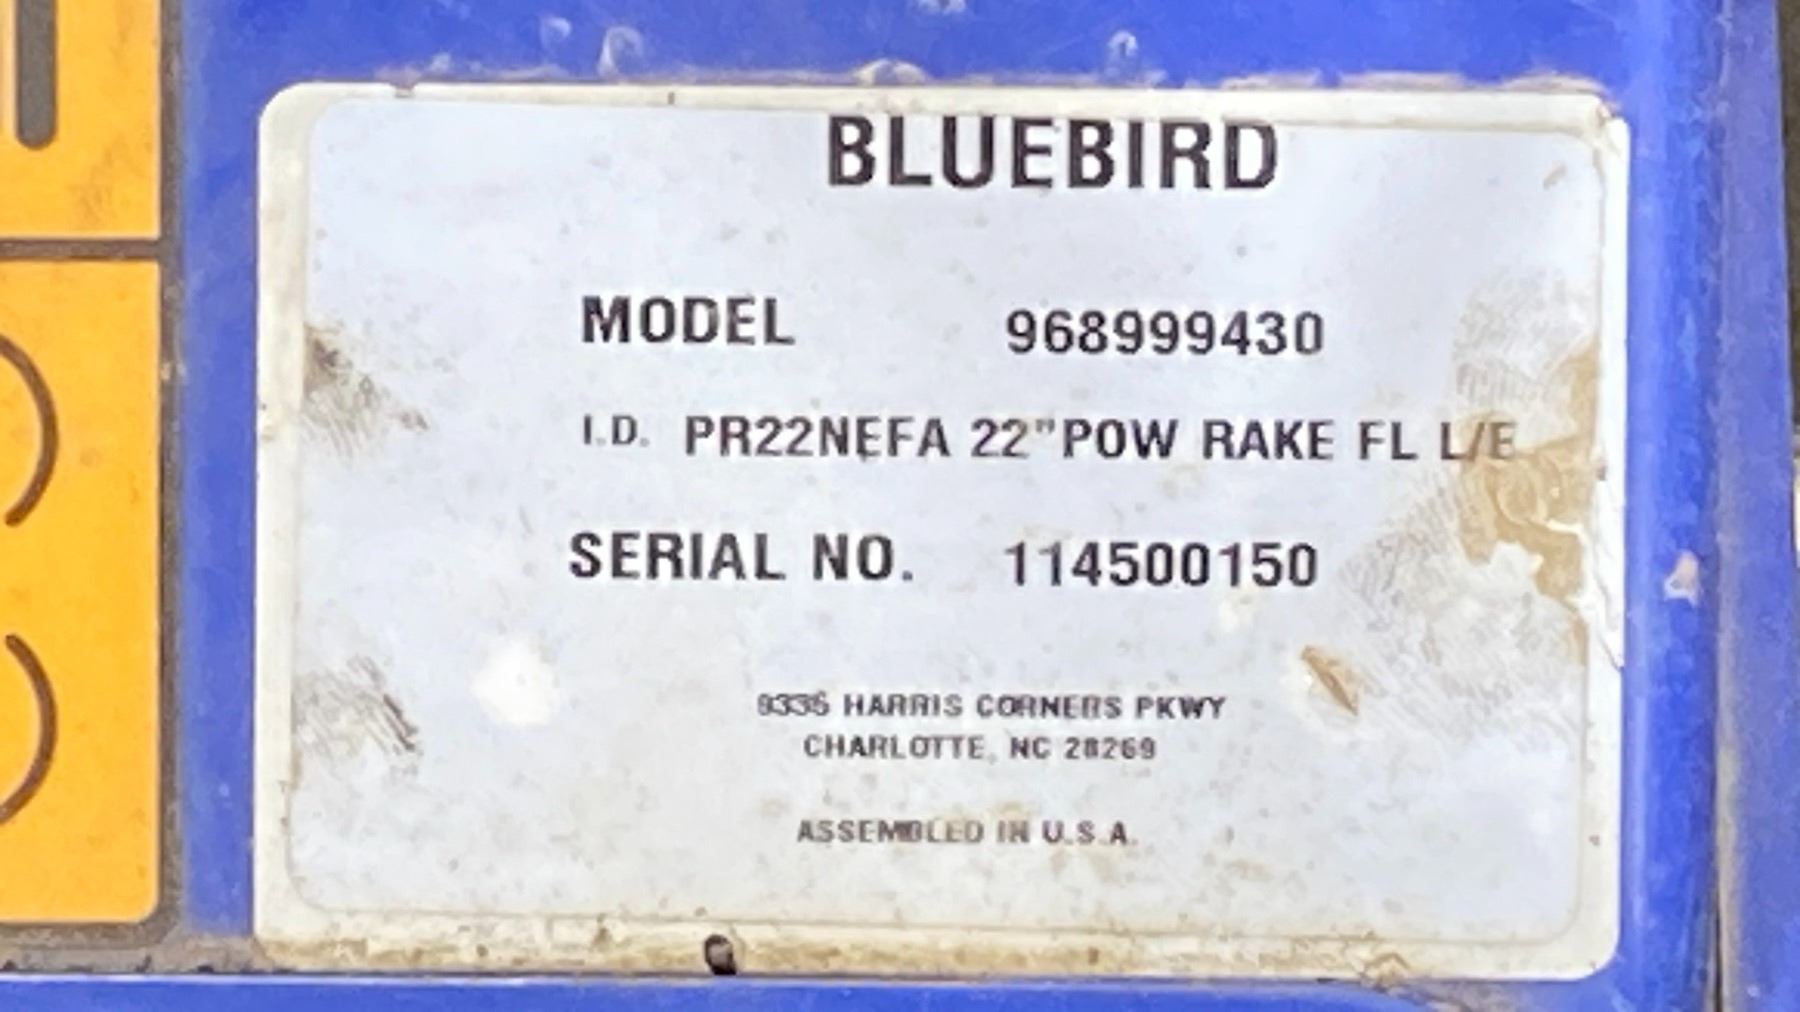 BLUEBIRD
MODEL 968999430
I.D. PR22NEFA 22"POW RAKE FL L/E
SERIAL NO. 114500150
9335 HARRIS CORNERS PKWY
CHARLOTTE, NC 28269
ASSEMBLED IN U.S.A.